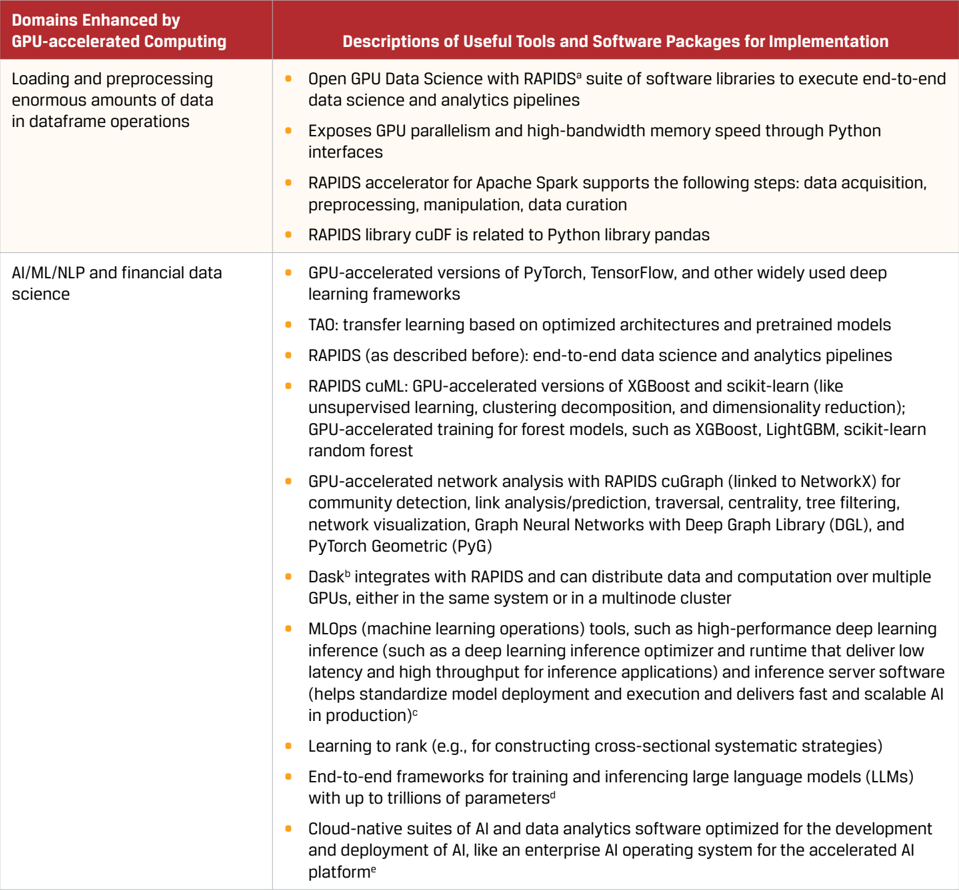 Domains Enhanced by
GPU-accelerated Computing
Descriptions of Useful Tools and Software Packages for Implementation
Loading and preprocessing
enormous amounts of data
in dataframe operations
• Open GPU Data Science with RAPIDSᵃ suite of software libraries to execute end-to-end
data science and analytics pipelines
• Exposes GPU parallelism and high-bandwidth memory speed through Python
interfaces
• RAPIDS accelerator for Apache Spark supports the following steps: data acquisition,
preprocessing, manipulation, data curation
• RAPIDS library cuDF is related to Python library pandas
AI/ML/NLP and financial data
science
• GPU-accelerated versions of PyTorch, TensorFlow, and other widely used deep
learning frameworks
• TAO: transfer learning based on optimized architectures and pretrained models
• RAPIDS (as described before): end-to-end data science and analytics pipelines
• RAPIDS cuML: GPU-accelerated versions of XGBoost and scikit-learn (like
unsupervised learning, clustering decomposition, and dimensionality reduction);
GPU-accelerated training for forest models, such as XGBoost, LightGBM, scikit-learn
random forest
• GPU-accelerated network analysis with RAPIDS cuGraph (linked to NetworkX) for
community detection, link analysis/prediction, traversal, centrality, tree filtering,
network visualization, Graph Neural Networks with Deep Graph Library (DGL), and
PyTorch Geometric (PyG)
• Daskᵇ integrates with RAPIDS and can distribute data and computation over multiple
GPUs, either in the same system or in a multinode cluster
• MLOps (machine learning operations) tools, such as high-performance deep learning
inference (such as a deep learning inference optimizer and runtime that deliver low
latency and high throughput for inference applications) and inference server software
(helps standardize model deployment and execution and delivers fast and scalable AI
in production)ᶜ
• Learning to rank (e.g., for constructing cross-sectional systematic strategies)
• End-to-end frameworks for training and inferencing large language models (LLMs)
with up to trillions of parametersᵈ
• Cloud-native suites of AI and data analytics software optimized for the development
and deployment of AI, like an enterprise AI operating system for the accelerated AI
platformᵉ